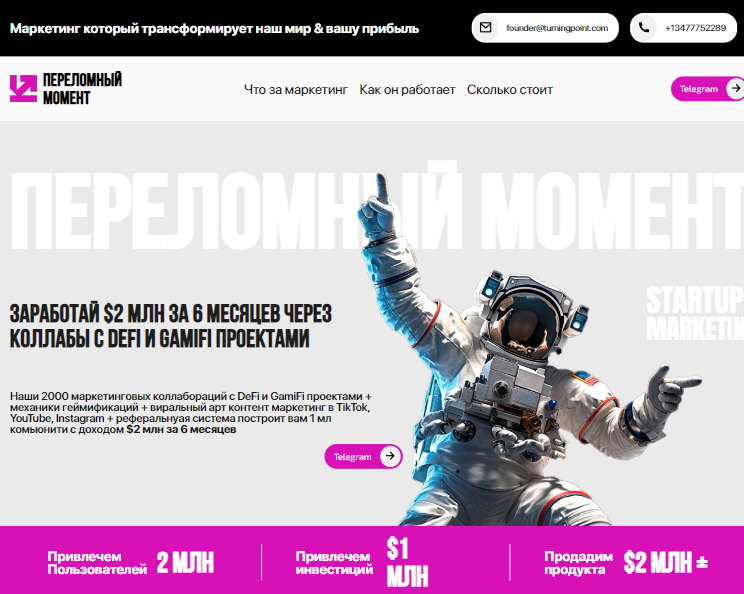 Маркетинг который трансформирует наш мир & вашу прибыль
founder@turningpoint.com
+13477752289
ПЕРЕЛОМНЫЙ
МОМЕНТ
Что за маркетинг Как он работает Сколько стоит
Telegram
ПЕРЕЛОМНЫЙ МОМЕНТ
STARTUP
MARKETIN
ЗАРАБОТАЙ $2 МЛН ЗА 6 МЕСЯЦЕВ ЧЕРЕЗ
КОЛЛАБЫ С DEFI И GAMIFI ПРОЕКТАМИ
Наши 2000 маркетинговых коллабораций с DeFi и GamiFi проектами +
механики геймификаций + виральный арт контент маркетинг в TikTok,
YouTube, Instagram + реферальнуая система построит вам 1 мл
комьюнити с доходом $2 млн за 6 месяцев
Telegram
Привлечем
Пользователей
2 МЛН
Привлечем
инвестиций
$1
МЛН
Продадим
продукта
$2 МЛН ±